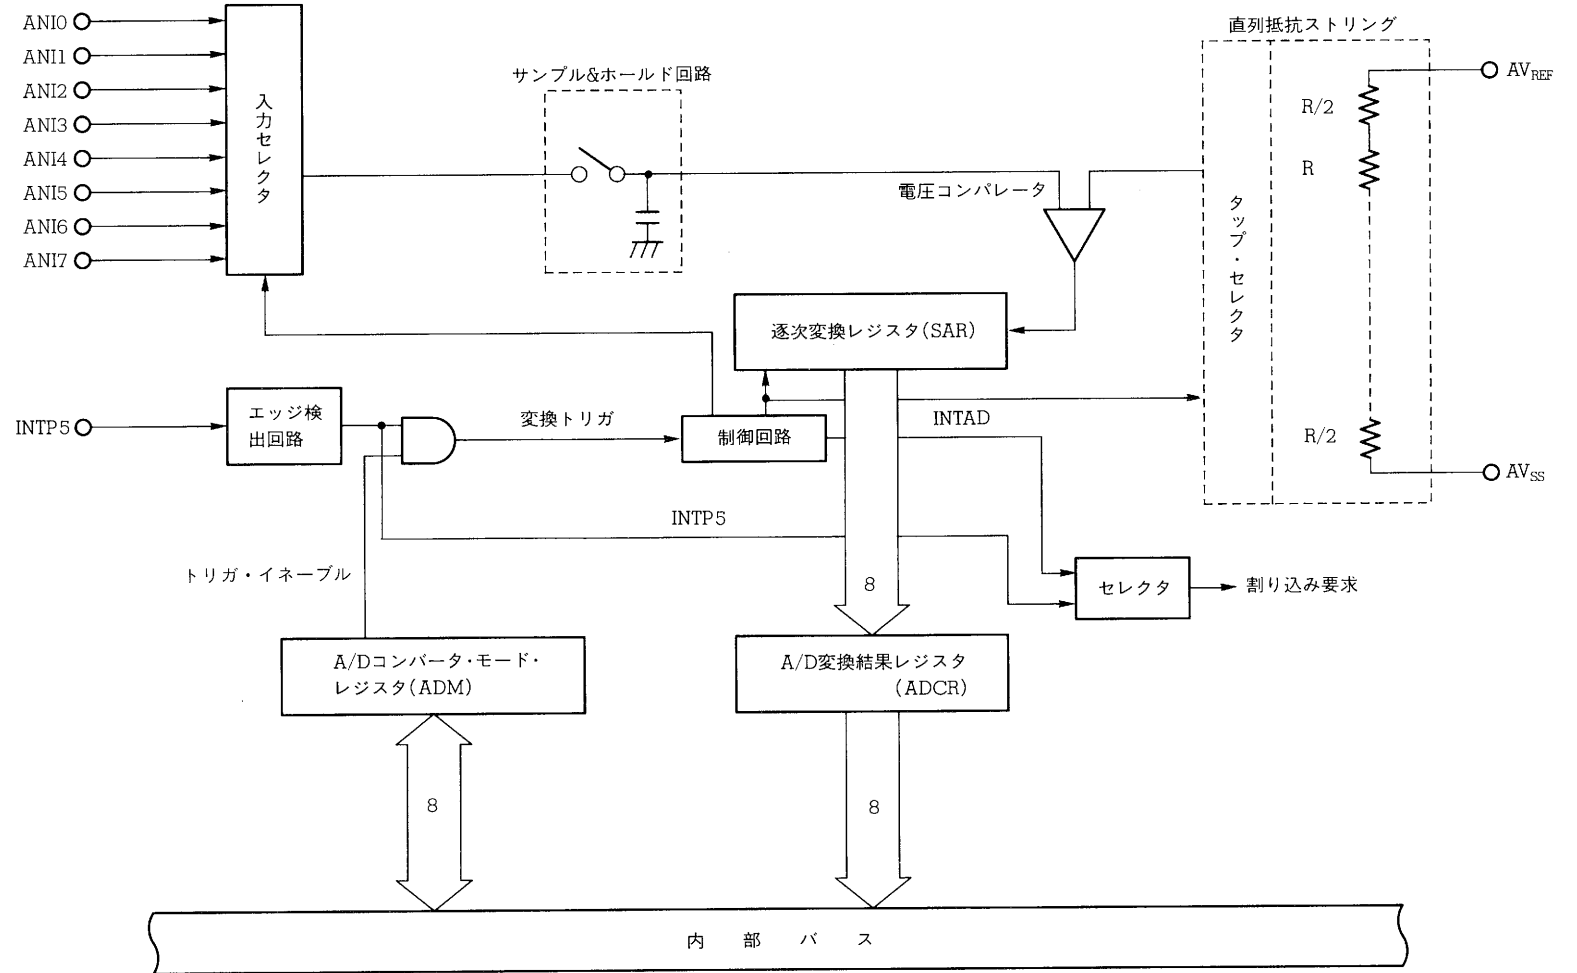 直列抵抗ストリング
ANI0
ANI1
ANI2
ANI3
ANI4
ANI5
ANI6
ANI7
入力セレクタ
サンプル&ホールド回路
電圧コンパレータ
タップ・セレクタ
R/2
R
R/2
AVREF
AVSS
逐次変換レジスタ(SAR)
INTP5
エッジ検
出回路
変換トリガ
制御回路
INTAD
INTP5
トリガ・イネーブル
8
セレクタ
割り込み要求
A/Dコンバータ・モード・
レジスタ(ADM)
A/D変換結果レジスタ
(ADCR)
8
8
内部バス